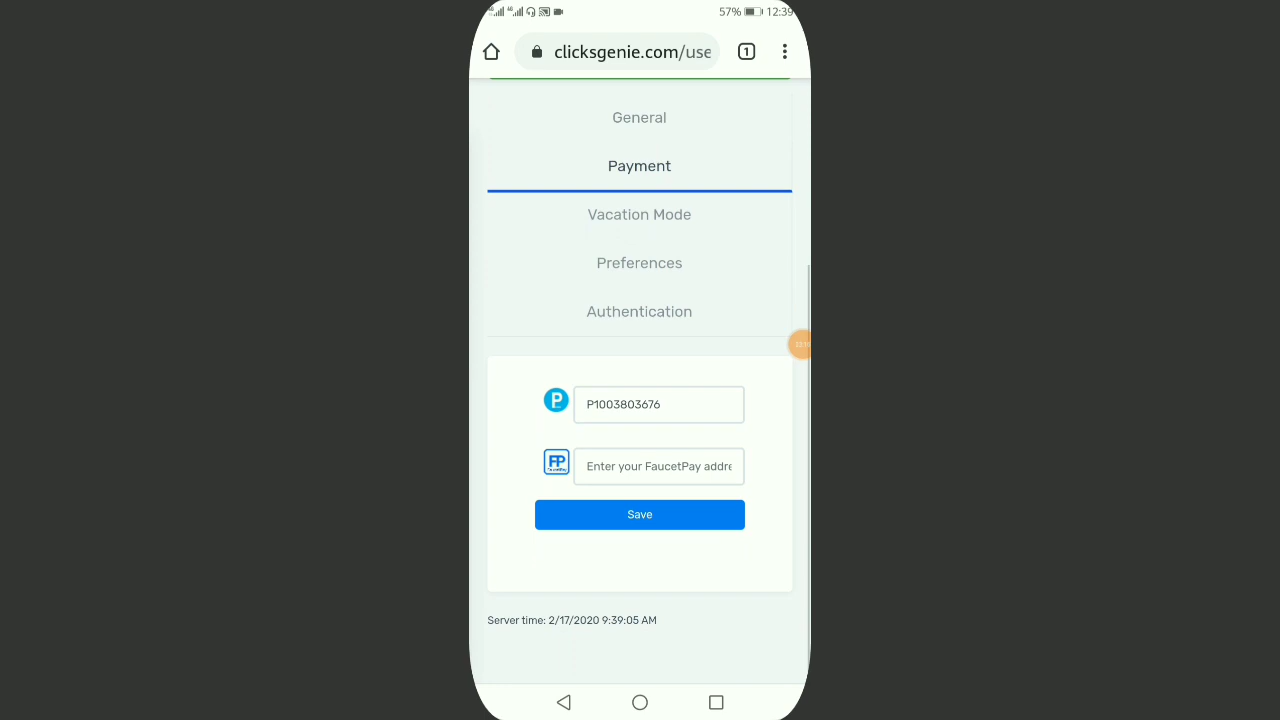 57% 12:39
clicksgenie.com/use
1
General
Payment
Vacation Mode
Preferences
Authentication
P
P1003803676
FP
Enter your FaucetPay addre
Save
Server time: 2/17/2020 9:39:05 AM